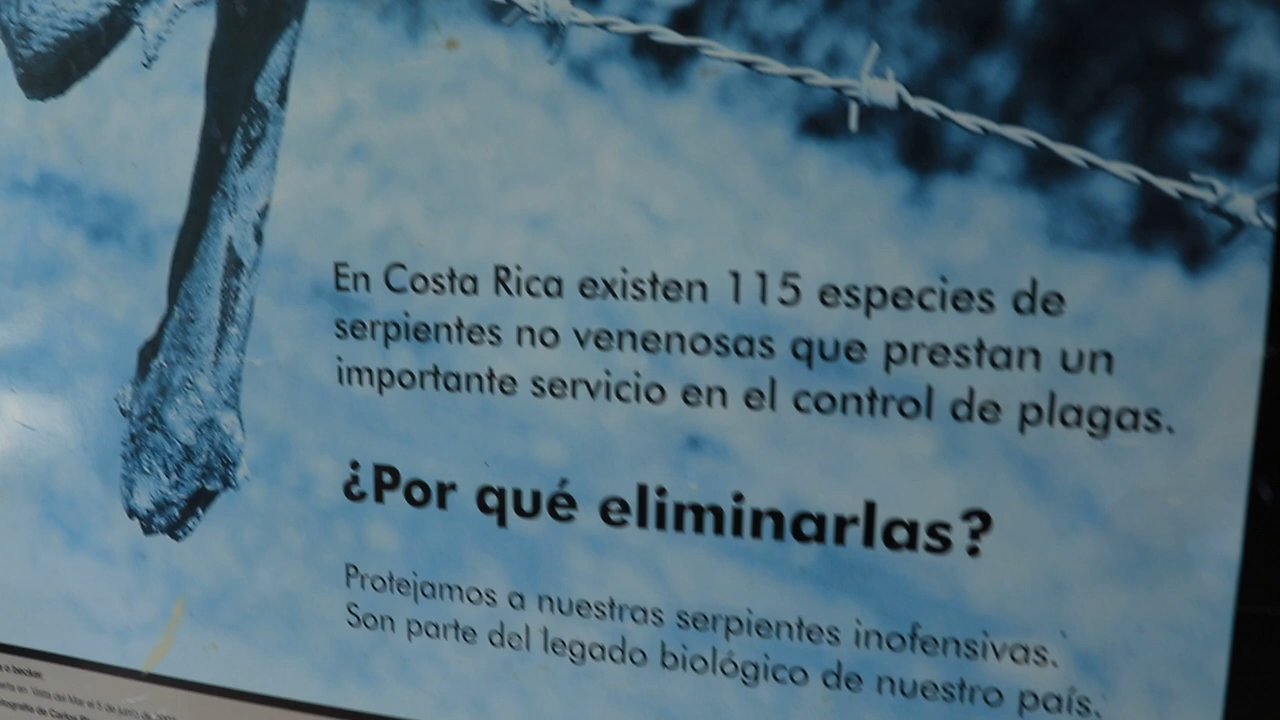 En Costa Rica existen 115 especies de
serpientes no venenosas que prestan un
importante servicio en el control de plagas.
¿Por qué eliminarlas?
Protejamos a nuestras serpientes inofensivas.
Son parte del legado biológico de nuestro país.